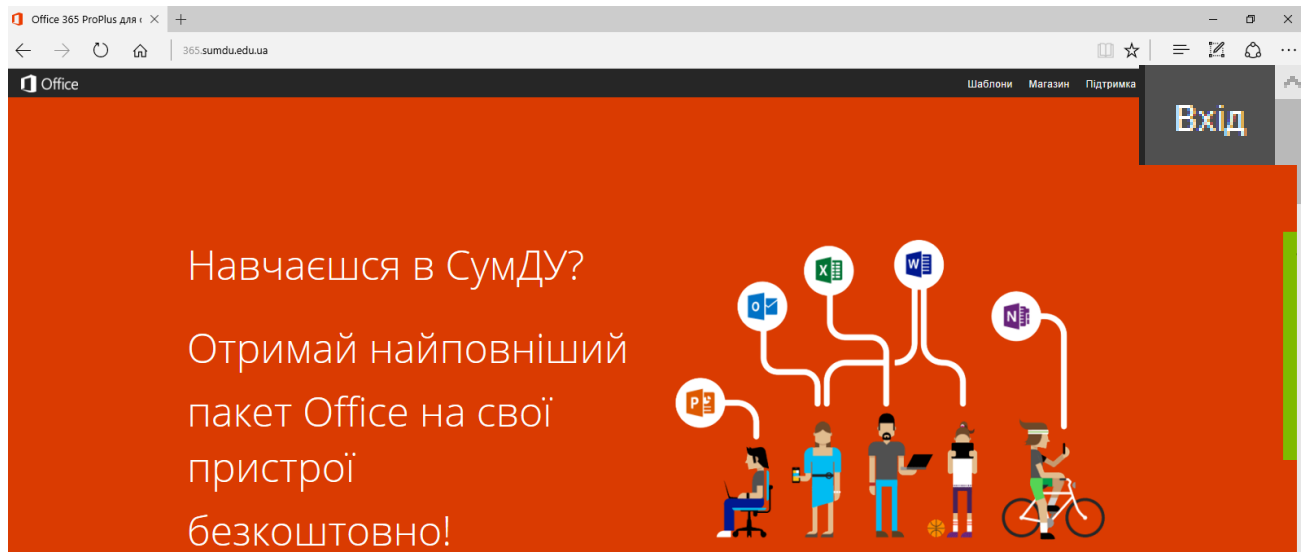 Office 365 ProPlus для с
365.sumdu.edu.ua
Office
Шаблони Магазин Підтримка
Вхід
Навчаєшся в СумДУ?
Отримай найповніший
пакет Office на свої
пристрої
безкоштовно!